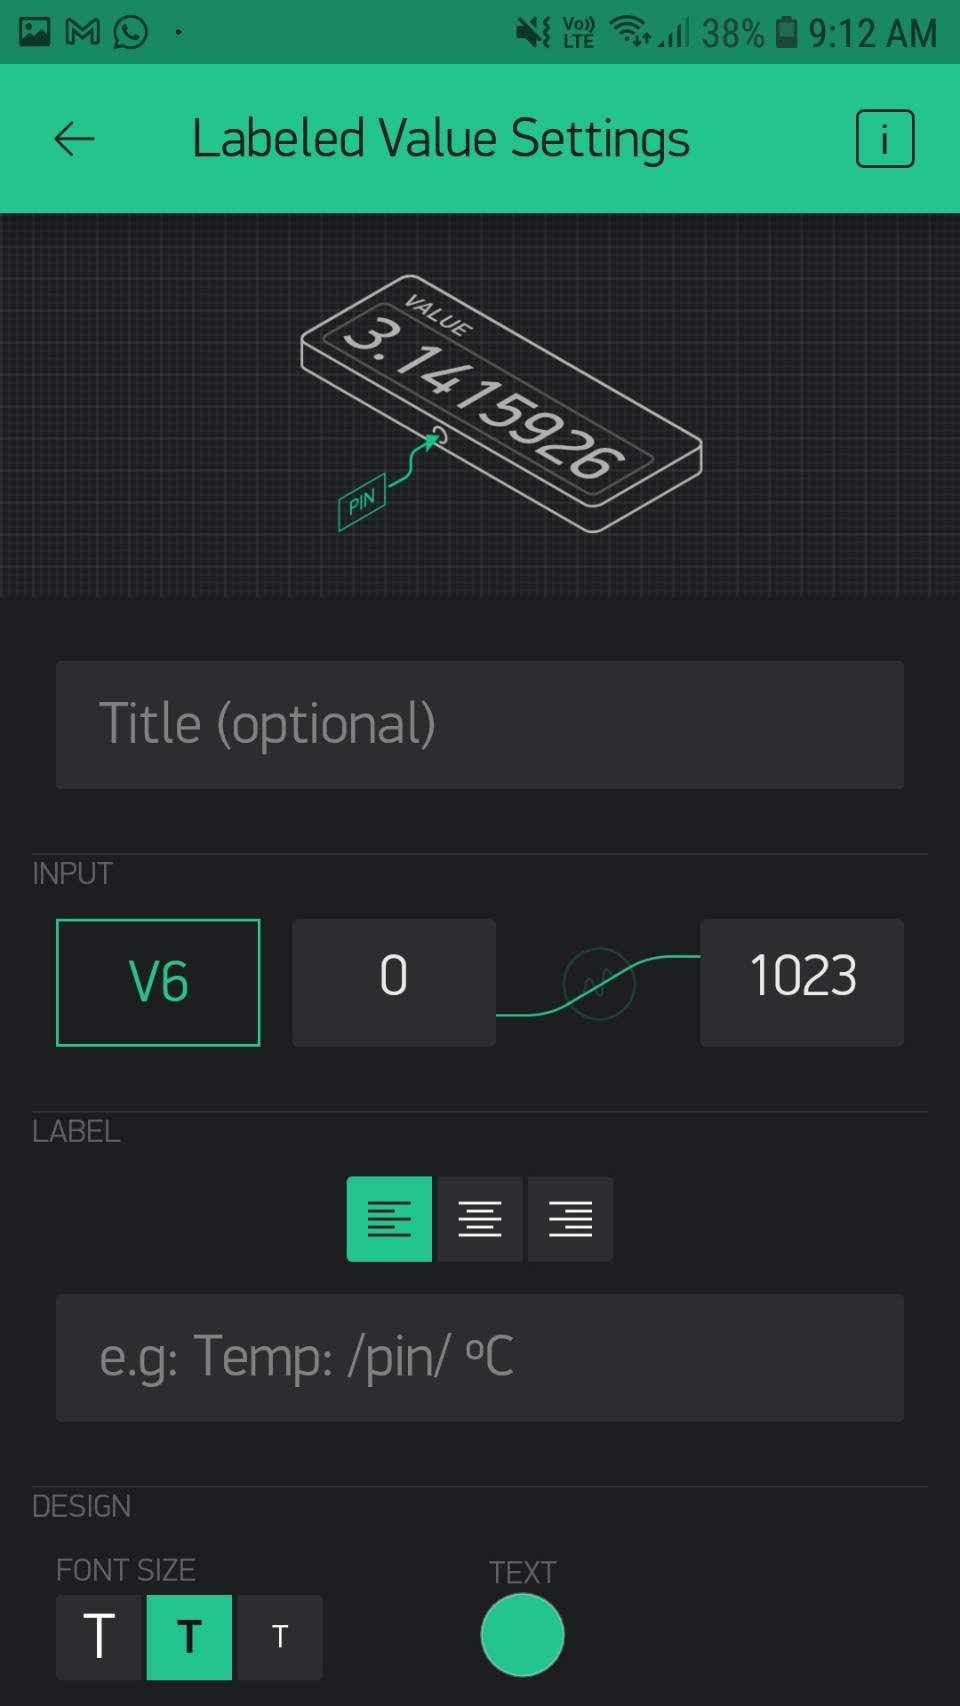 Vo))
LTE
38%
9:12 AM
Labeled Value Settings
i
VALUE
3.1415926
PIN
Title (optional)
INPUT
V6
0
1023
LABEL
e.g: Temp: /pin/ ºC
DESIGN
FONT SIZE
TEXT
T
T
T